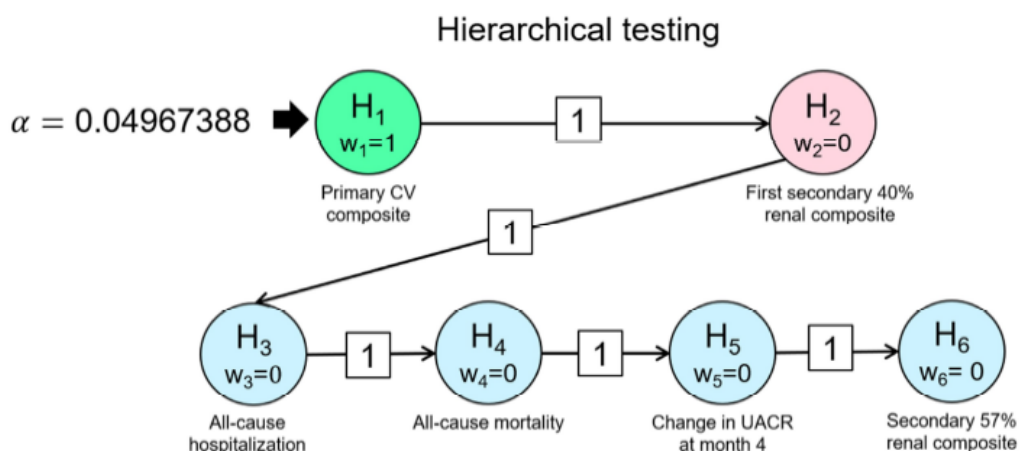 Hierarchical testing
α = 0.04967388
H₁
w₁=1
1
H₂
w₂=0
Primary CV
composite
First secondary 40%
renal composite
1
H₃
w₃=0
1
H₄
w₄=0
1
H₅
w₅=0
1
H₆
w₆= 0
All-cause
hospitalization
All-cause mortality
Change in UACR
at month 4
Secondary 57%
renal composite